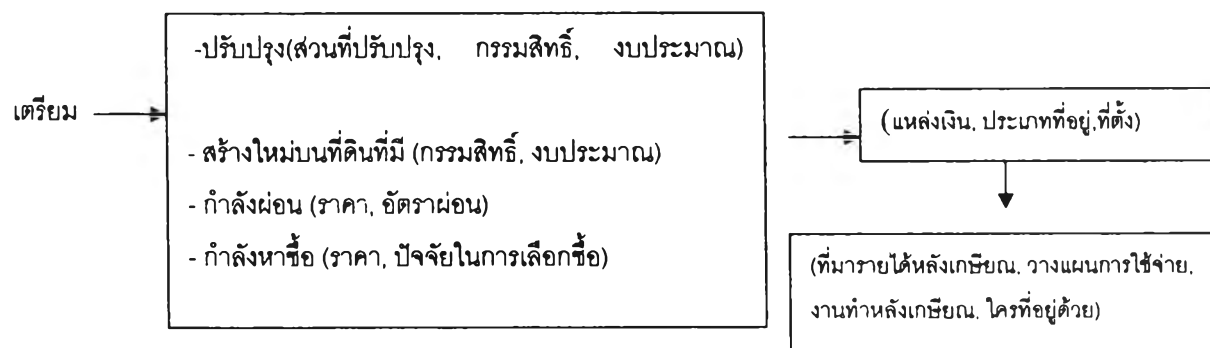 -ปรับปรุง(ส่วนที่ปรับปรุง, กรรมสิทธิ์, งบประมาณ)
เตรียม
- สร้างใหม่บนที่ดินที่มี (กรรมสิทธิ์, งบประมาณ)
- กำลังผ่อน (ราคา, อัตราผ่อน)
- กำลังหาซื้อ (ราคา, ปัจจัยในการเลือกซื้อ)
(แหล่งเงิน, ประเภทที่อยู่,ที่ตั้ง)
(ที่มารายได้หลังเกษียณ, วางแผนการใช้จ่าย,
งานทำหลังเกษียณ, ใครที่อยู่ด้วย)